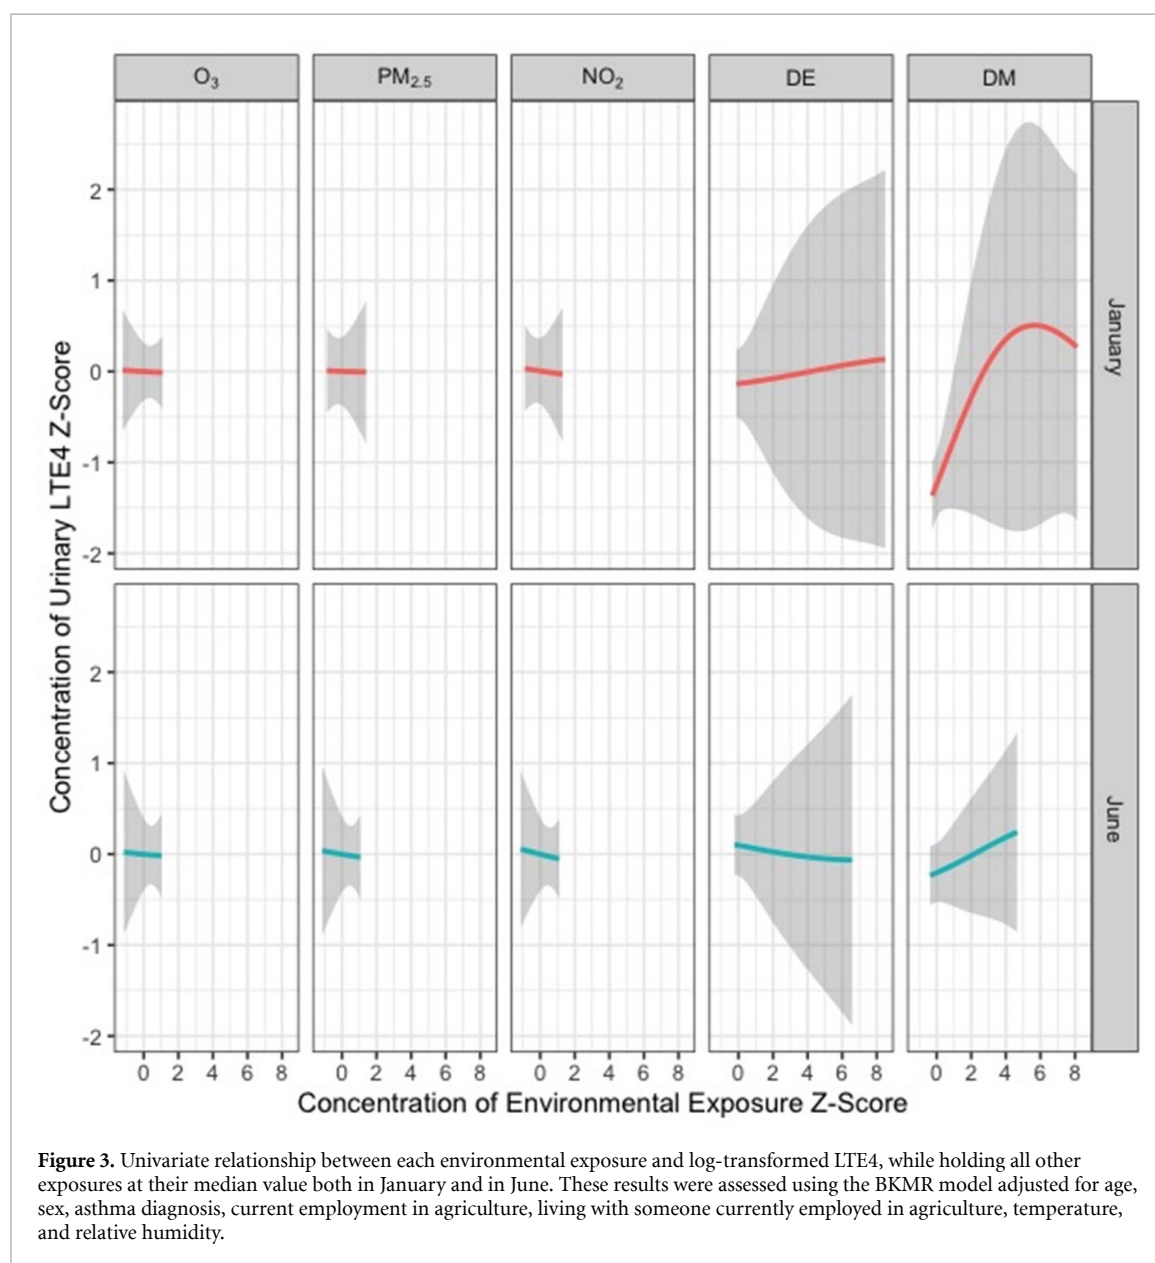 O₃ PM₂.₅ NO₂ DE DM
2
1
0
-1
-2
January
2
1
0
-1
-2
June
Concentration of Urinary LTE4 Z-Score
0 2 4 6 8 0 2 4 6 8 0 2 4 6 8 0 2 4 6 8 0 2 4 6 8
Concentration of Environmental Exposure Z-Score
Figure 3. Univariate relationship between each environmental exposure and log-transformed LTE4, while holding all other
exposures at their median value both in January and in June. These results were assessed using the BKMR model adjusted for age,
sex, asthma diagnosis, current employment in agriculture, living with someone currently employed in agriculture, temperature,
and relative humidity.